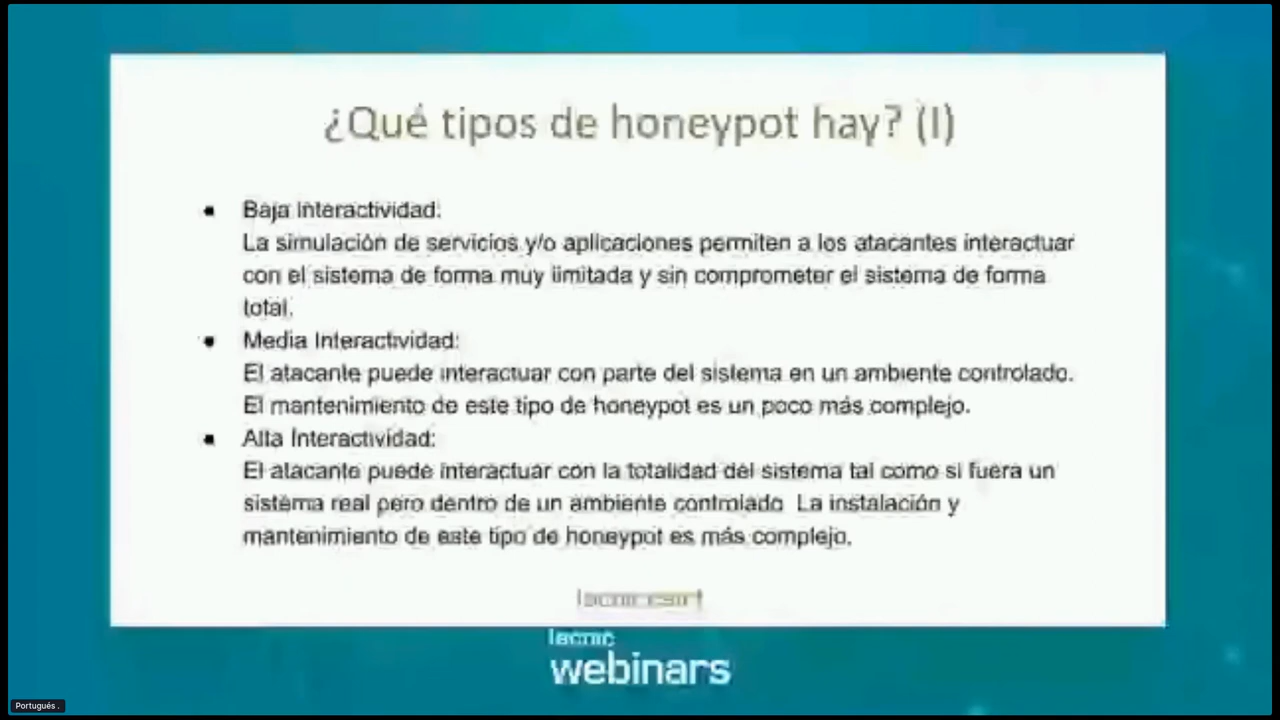 ¿Qué tipos de honeypot hay? (I)
Baja Interactividad:
La simulación de servicios y/o aplicaciones permiten a los atacantes interactuar
con el sistema de forma muy limitada y sin comprometer el sistema de forma
total.
Media Interactividad:
El atacante puede interactuar con parte del sistema en un ambiente controlado.
El mantenimiento de este tipo de honeypot es un poco más complejo.
Alta Interactividad:
El atacante puede interactuar con la totalidad del sistema tal como si fuera un
sistema real pero dentro de un ambiente controlado. La instalación y
mantenimiento de este tipo de honeypot es más complejo.
lacnic csirt
lacnic
webinars
Portugués .